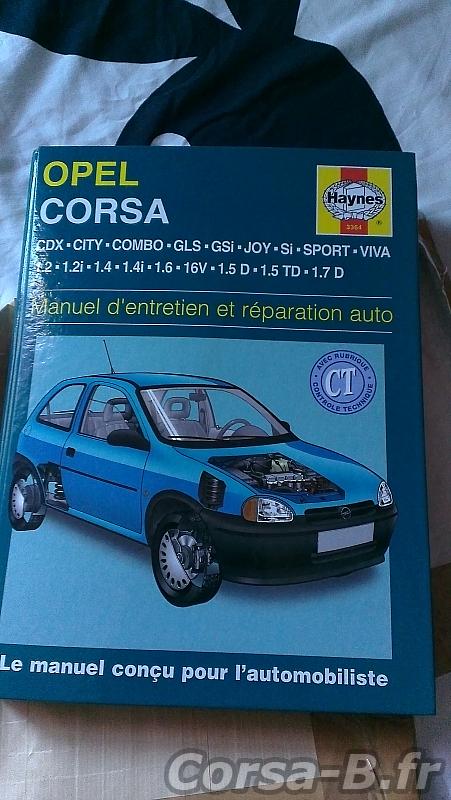 OPEL
CORSA
Haynes
3364
®
CDX ▪ CITY ▪ COMBO ▪ GLS ▪ GSi ▪ JOY ▪ Si ▪ SPORT ▪ VIVA
1.2 ▪ 1.2i ▪ 1.4 ▪ 1.4i ▪ 1.6 ▪ 16V ▪ 1.5 D ▪ 1.5 TD ▪ 1.7 D
Manuel d'entretien et réparation auto
AVEC RUBRIQUE
CT
CONTROLE TECHNIQUE
Le manuel conçu pour l'automobiliste
Corsa-B.fr